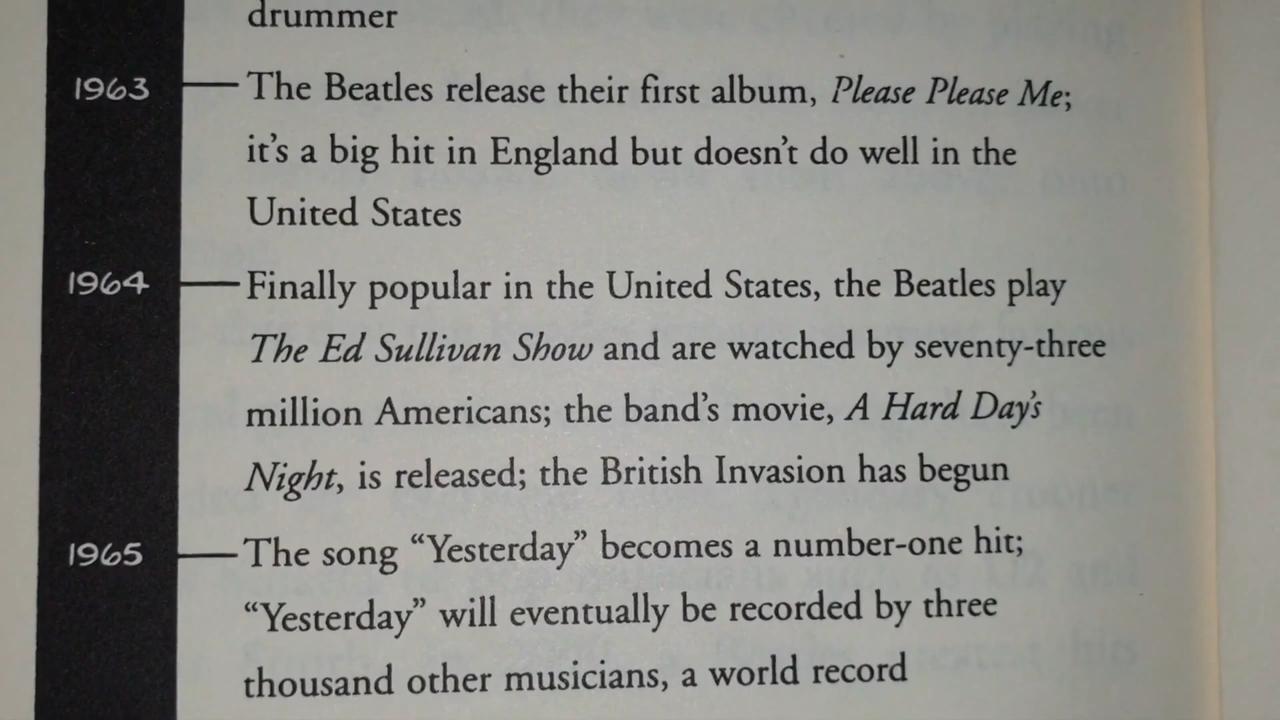 drummer
1963 The Beatles release their first album, Please Please Me;
it's a big hit in England but doesn't do well in the
United States
1964 Finally popular in the United States, the Beatles play
The Ed Sullivan Show and are watched by seventy-three
million Americans; the band's movie, A Hard Day's
Night, is released; the British Invasion has begun
1965 The song “Yesterday” becomes a number-one hit;
“Yesterday” will eventually be recorded by three
thousand other musicians, a world record